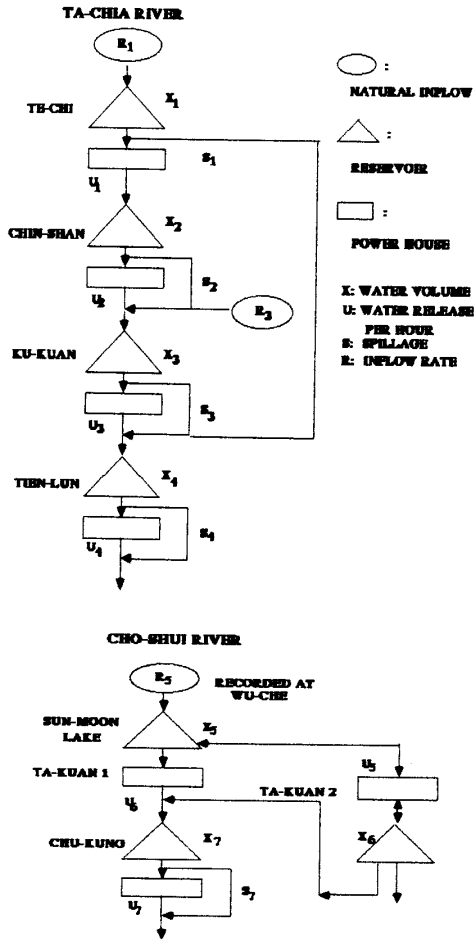 TA-CHIA RIVER
R1
TE-CHI
X1
S1
U1
CHIN-SHAN
X2
S2
U2
R3
KU-KUAN
X3
S3
U3
TIEN-LUN
X4
S4
U4
:
NATURAL INFLOW
:
RESERVOIR
:
POWER HOUSE
X: WATER VOLUME
U: WATER RELEASE
PER HOUR
S: SPILLAGE
R: INFLOW RATE
CHO-SHUI RIVER
R5
RECORDED AT
WU-CHE
SUN-MOON
LAKE
X5
TA-KUAN 1
U6
U5
TA-KUAN 2
X6
CHU-KUNG
X7
S7
U7